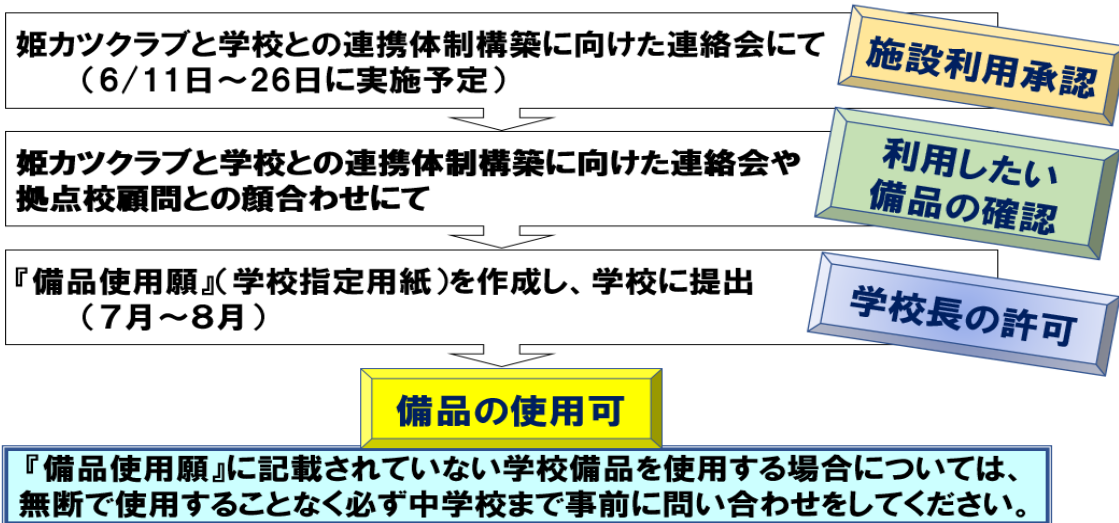 姫カツクラブと学校との連携体制構築に向けた連絡会にて
（6/11日～26日に実施予定）
施設利用承認
姫カツクラブと学校との連携体制構築に向けた連絡会や
拠点校顧問との顔合わせにて
利用したい
備品の確認
『備品使用願』（学校指定用紙）を作成し、学校に提出
（７月～８月）
学校長の許可
備品の使用可
『備品使用願』に記載されていない学校備品を使用する場合については、
無断で使用することなく必ず中学校まで事前に問い合わせをしてください。